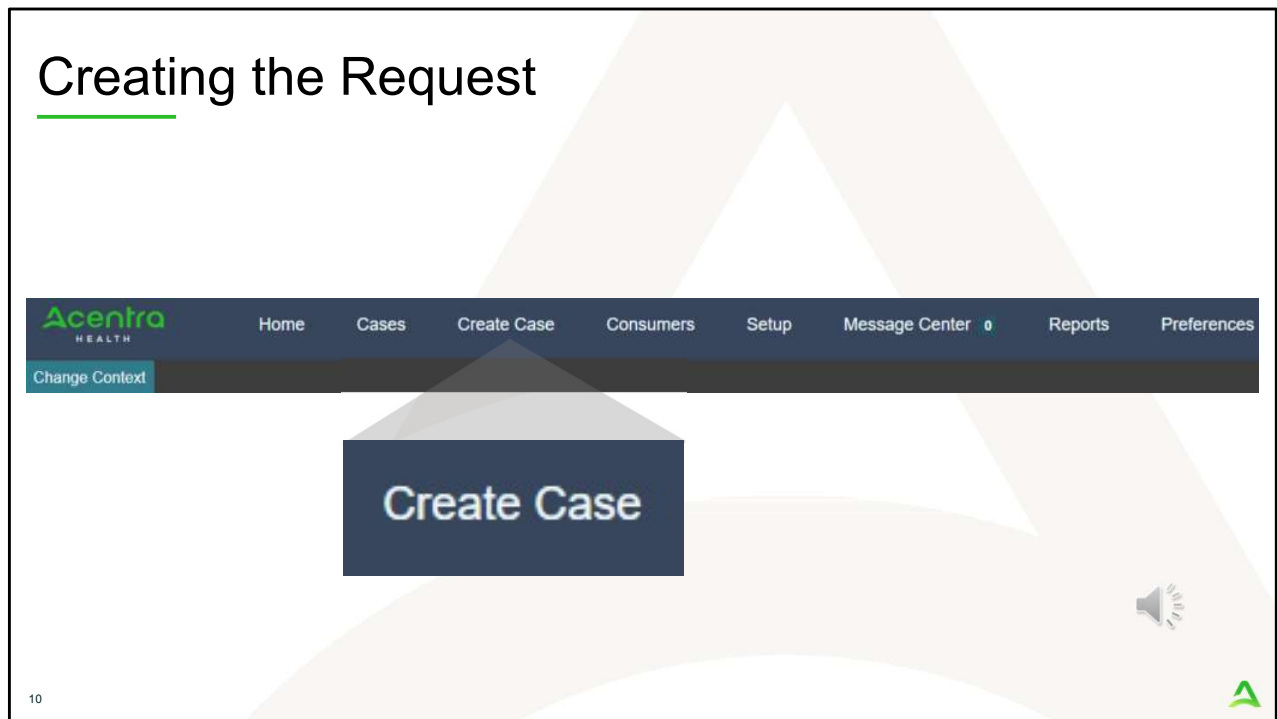 Creating the Request
Acentra
HEALTH
Home Cases Create Case Consumers Setup Message Center 0 Reports Preferences
Change Context
Create Case
10